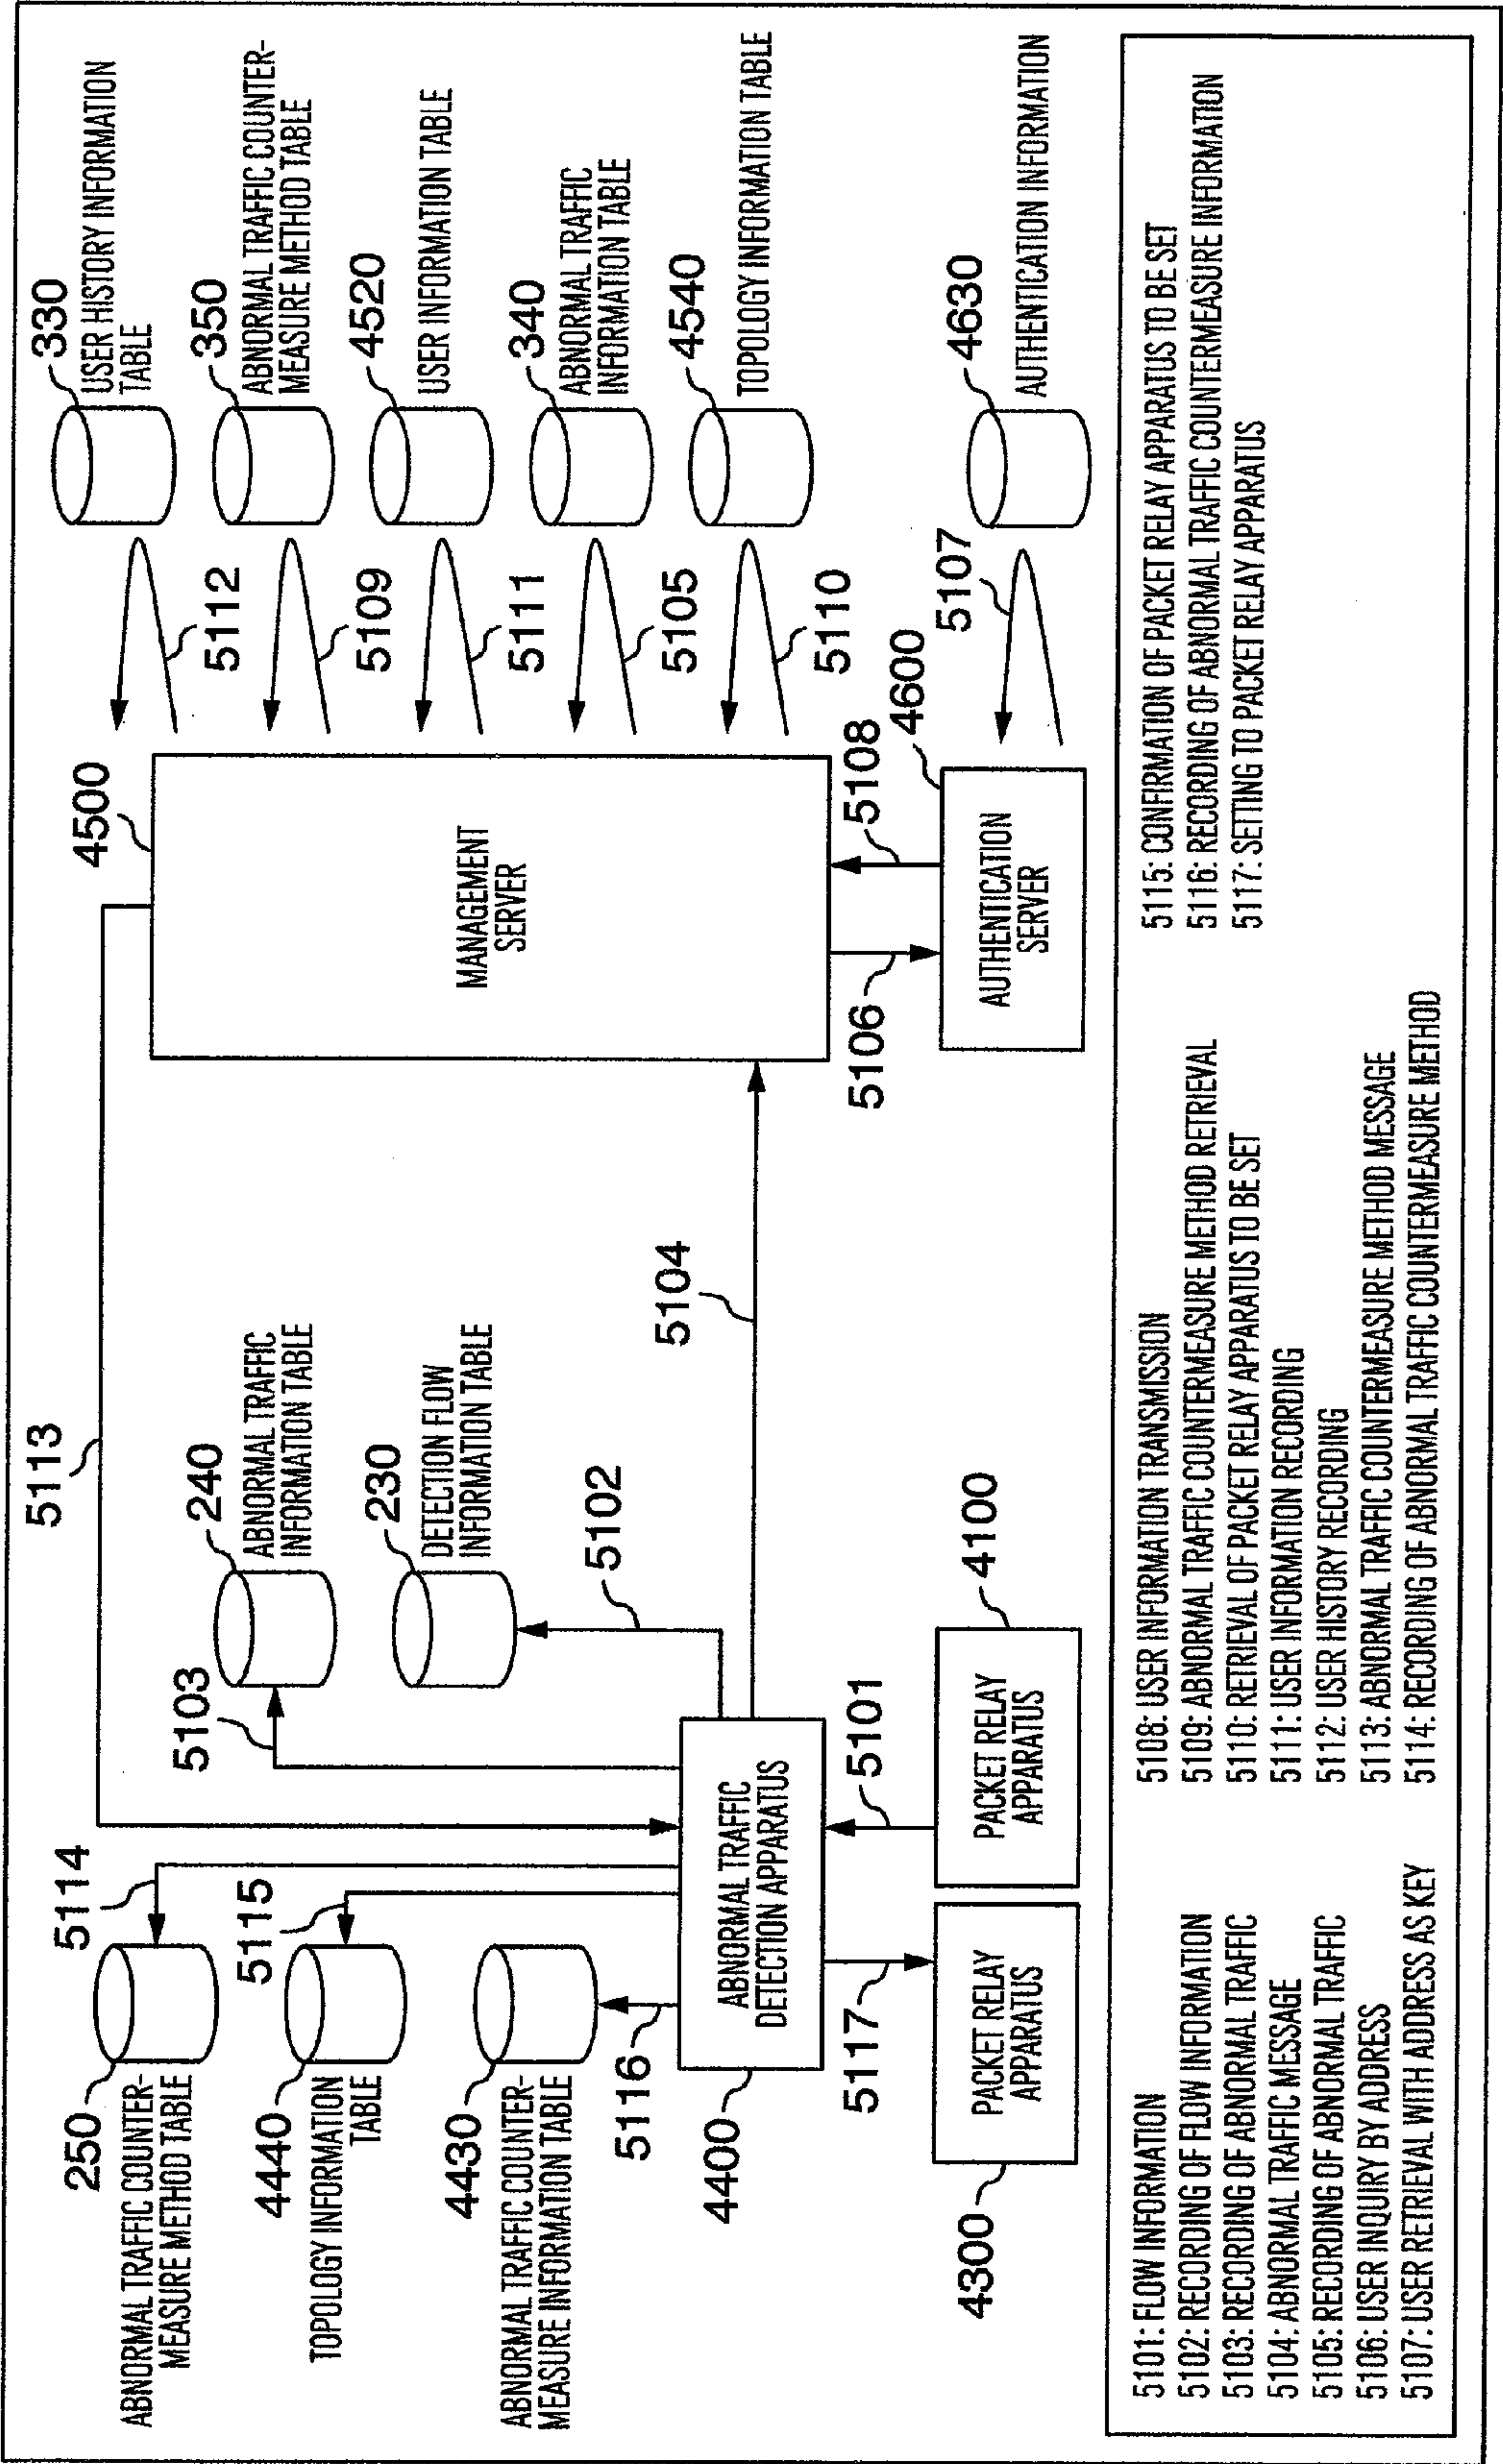 5113
5114
250
ABNORMAL TRAFFIC COUNTER-
MEASURE METHOD TABLE
5115
4440
TOPOLOGY INFORMATION
TABLE
4430
ABNORMAL TRAFFIC COUNTER-
MEASURE INFORMATION TABLE
5116
5103
240
ABNORMAL TRAFFIC
INFORMATION TABLE
230
DETECTION FLOW
INFORMATION TABLE
5102
4400
ABNORMAL TRAFFIC
DETECTION APPARATUS
5104
5117
5101
4300
PACKET RELAY
APPARATUS
PACKET RELAY
APPARATUS
4100
4500
MANAGEMENT
SERVER
5106
5108
4600
AUTHENTICATION
SERVER
5112
330
USER HISTORY INFORMATION
TABLE
5109
350
ABNORMAL TRAFFIC COUNTER-
MEASURE METHOD TABLE
5111
4520
USER INFORMATION TABLE
5105
340
ABNORMAL TRAFFIC
INFORMATION TABLE
5110
4540
TOPOLOGY INFORMATION TABLE
5107
4630
AUTHENTICATION INFORMATION
5101: FLOW INFORMATION
5102: RECORDING OF FLOW INFORMATION
5103: RECORDING OF ABNORMAL TRAFFIC
5104: ABNORMAL TRAFFIC MESSAGE
5105: RECORDING OF ABNORMAL TRAFFIC
5106: USER INQUIRY BY ADDRESS
5107: USER RETRIEVAL WITH ADDRESS AS KEY
5108: USER INFORMATION TRANSMISSION
5109: ABNORMAL TRAFFIC COUNTERMEASURE METHOD RETRIEVAL
5110: RETRIEVAL OF PACKET RELAY APPARATUS TO BE SET
5111: USER INFORMATION RECORDING
5112: USER HISTORY RECORDING
5113: ABNORMAL TRAFFIC COUNTERMEASURE METHOD MESSAGE
5114: RECORDING OF ABNORMAL TRAFFIC COUNTERMEASURE METHOD
5115: CONFIRMATION OF PACKET RELAY APPARATUS TO BE SET
5116: RECORDING OF ABNORMAL TRAFFIC COUNTERMEASURE INFORMATION
5117: SETTING TO PACKET RELAY APPARATUS